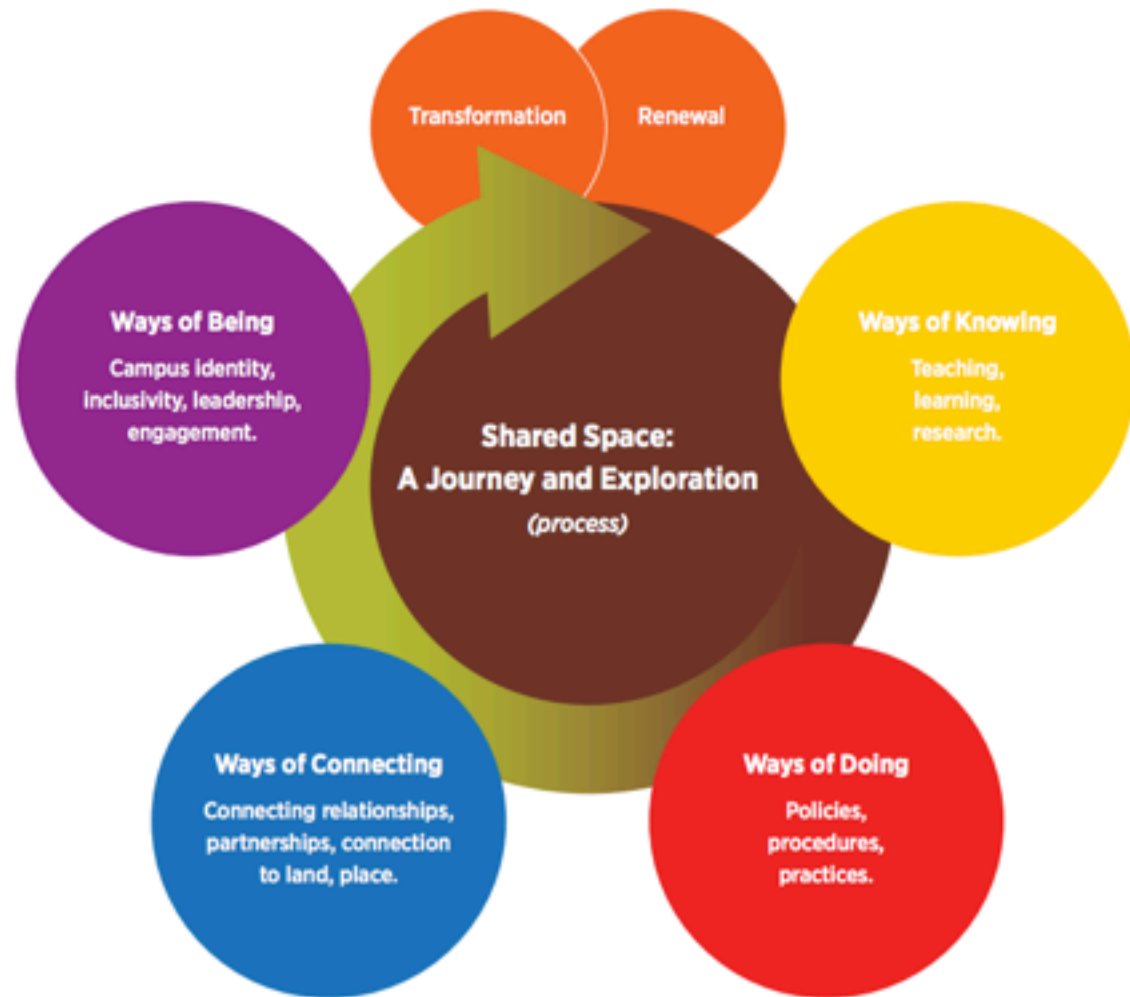 Transformation
Renewal
Ways of Being
Campus identity,
inclusivity, leadership,
engagement.
Ways of Knowing
Teaching,
learning,
research.
Shared Space:
A Journey and Exploration
(process)
Ways of Connecting
Connecting relationships,
partnerships, connection
to land, place.
Ways of Doing
Policies,
procedures,
practices.